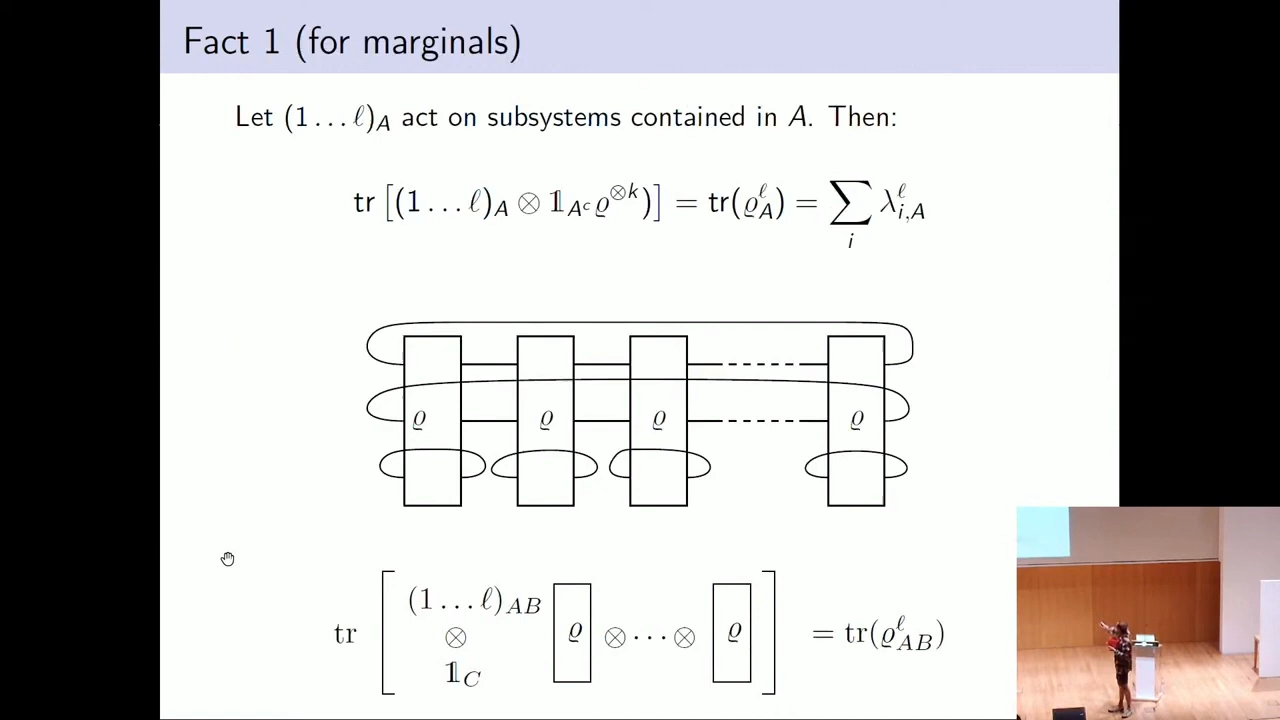 Fact 1 (for marginals)
Let (1 … ℓ)_A act on subsystems contained in A. Then:
tr [(1 … ℓ)_A ⊗ 𝟙_{A^c} ϱ^{⊗k})] = tr(ϱ_A^ℓ) = ∑_i λ_{i,A}^ℓ
ϱ ϱ ϱ ϱ
tr [ (1 … ℓ)_{AB} ⊗ 𝟙_C ϱ ⊗ ⋯ ⊗ ϱ ] = tr(ϱ_{AB}^ℓ)